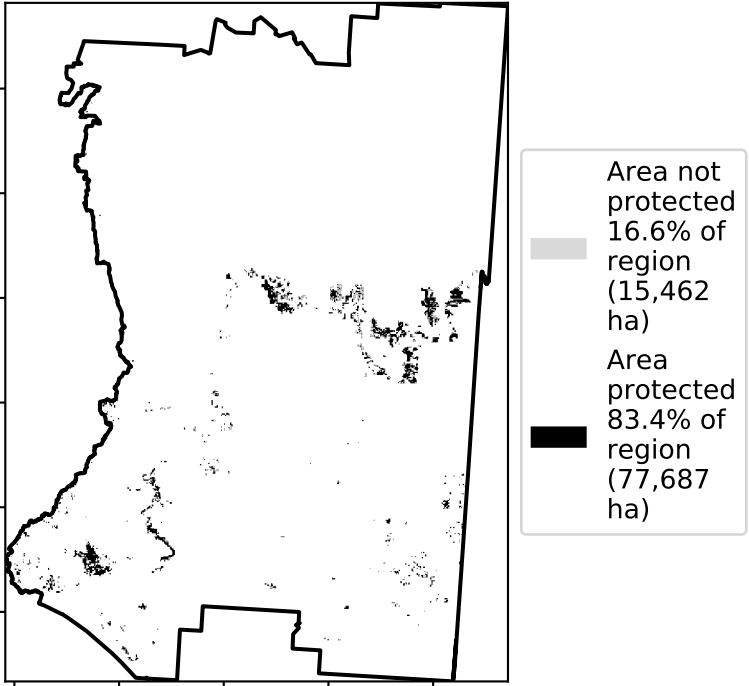 Area not
protected
16.6% of
region
(15,462
ha)
Area
protected
83.4% of
region
(77,687
ha)